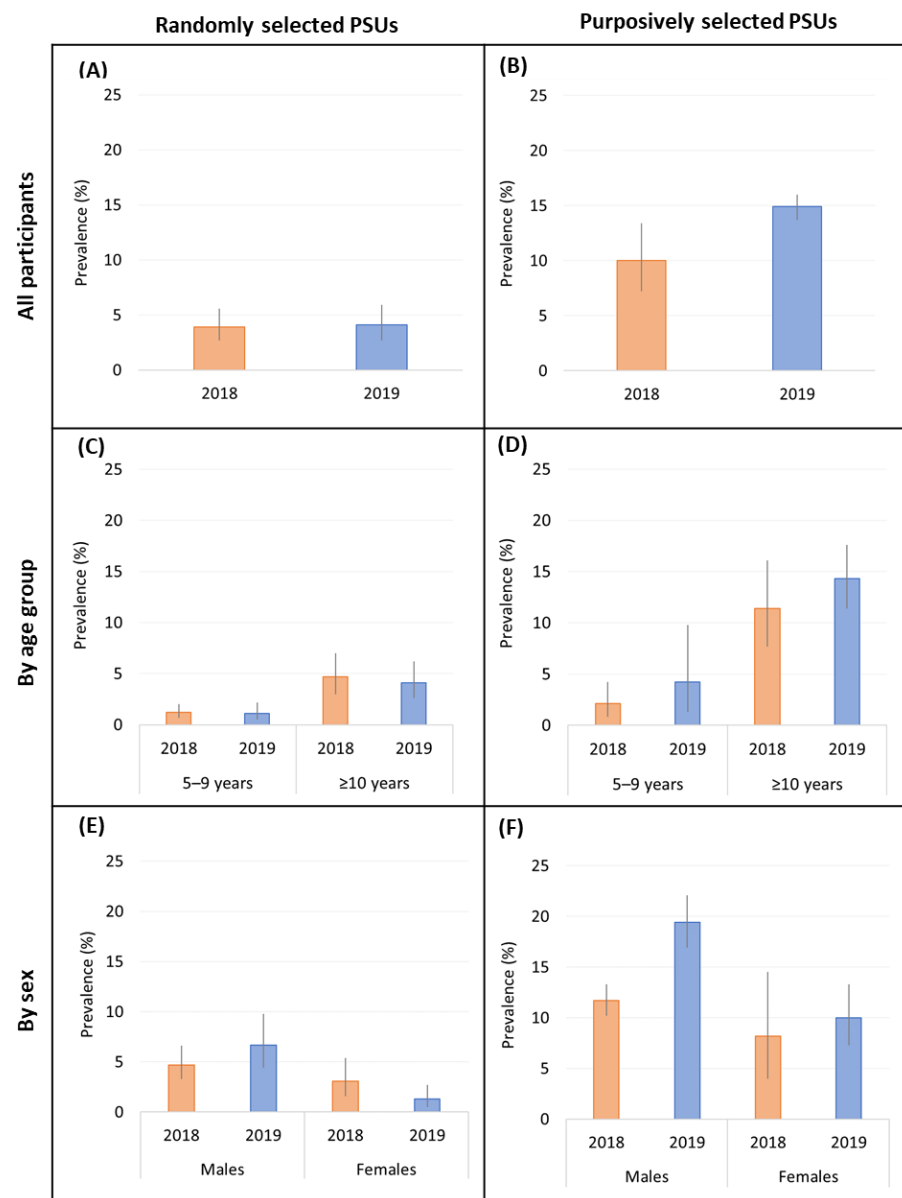 Randomly selected PSUs
Purposively selected PSUs
All participants
(A)
Prevalence (%)
25
20
15
10
5
0
2018 2019
(B)
Prevalence (%)
25
20
15
10
5
0
2018 2019
By age group
(C)
Prevalence (%)
25
20
15
10
5
0
2018 2019 2018 2019
5–9 years ≥10 years
(D)
Prevalence (%)
25
20
15
10
5
0
2018 2019 2018 2019
5–9 years ≥10 years
By sex
(E)
Prevalence (%)
25
20
15
10
5
0
2018 2019 2018 2019
Males Females
(F)
Prevalence (%)
25
20
15
10
5
0
2018 2019 2018 2019
Males Females